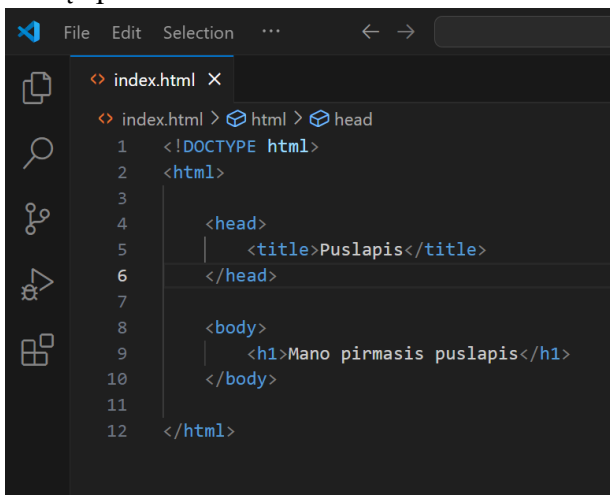 File Edit Selection ···
index.html
index.html > html > head
1 <!DOCTYPE html>
2 <html>
3
4 <head>
5 <title>Puslapis</title>
6 </head>
7
8 <body>
9 <h1>Mano pirmasis puslapis</h1>
10 </body>
11
12 </html>